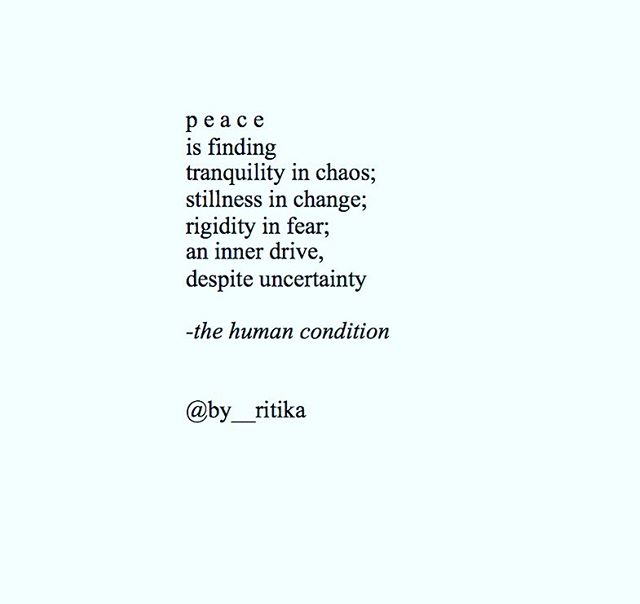 p e a c e
is finding
tranquility in chaos;
stillness in change;
rigidity in fear;
an inner drive,
despite uncertainty
-the human condition
@by__ritika